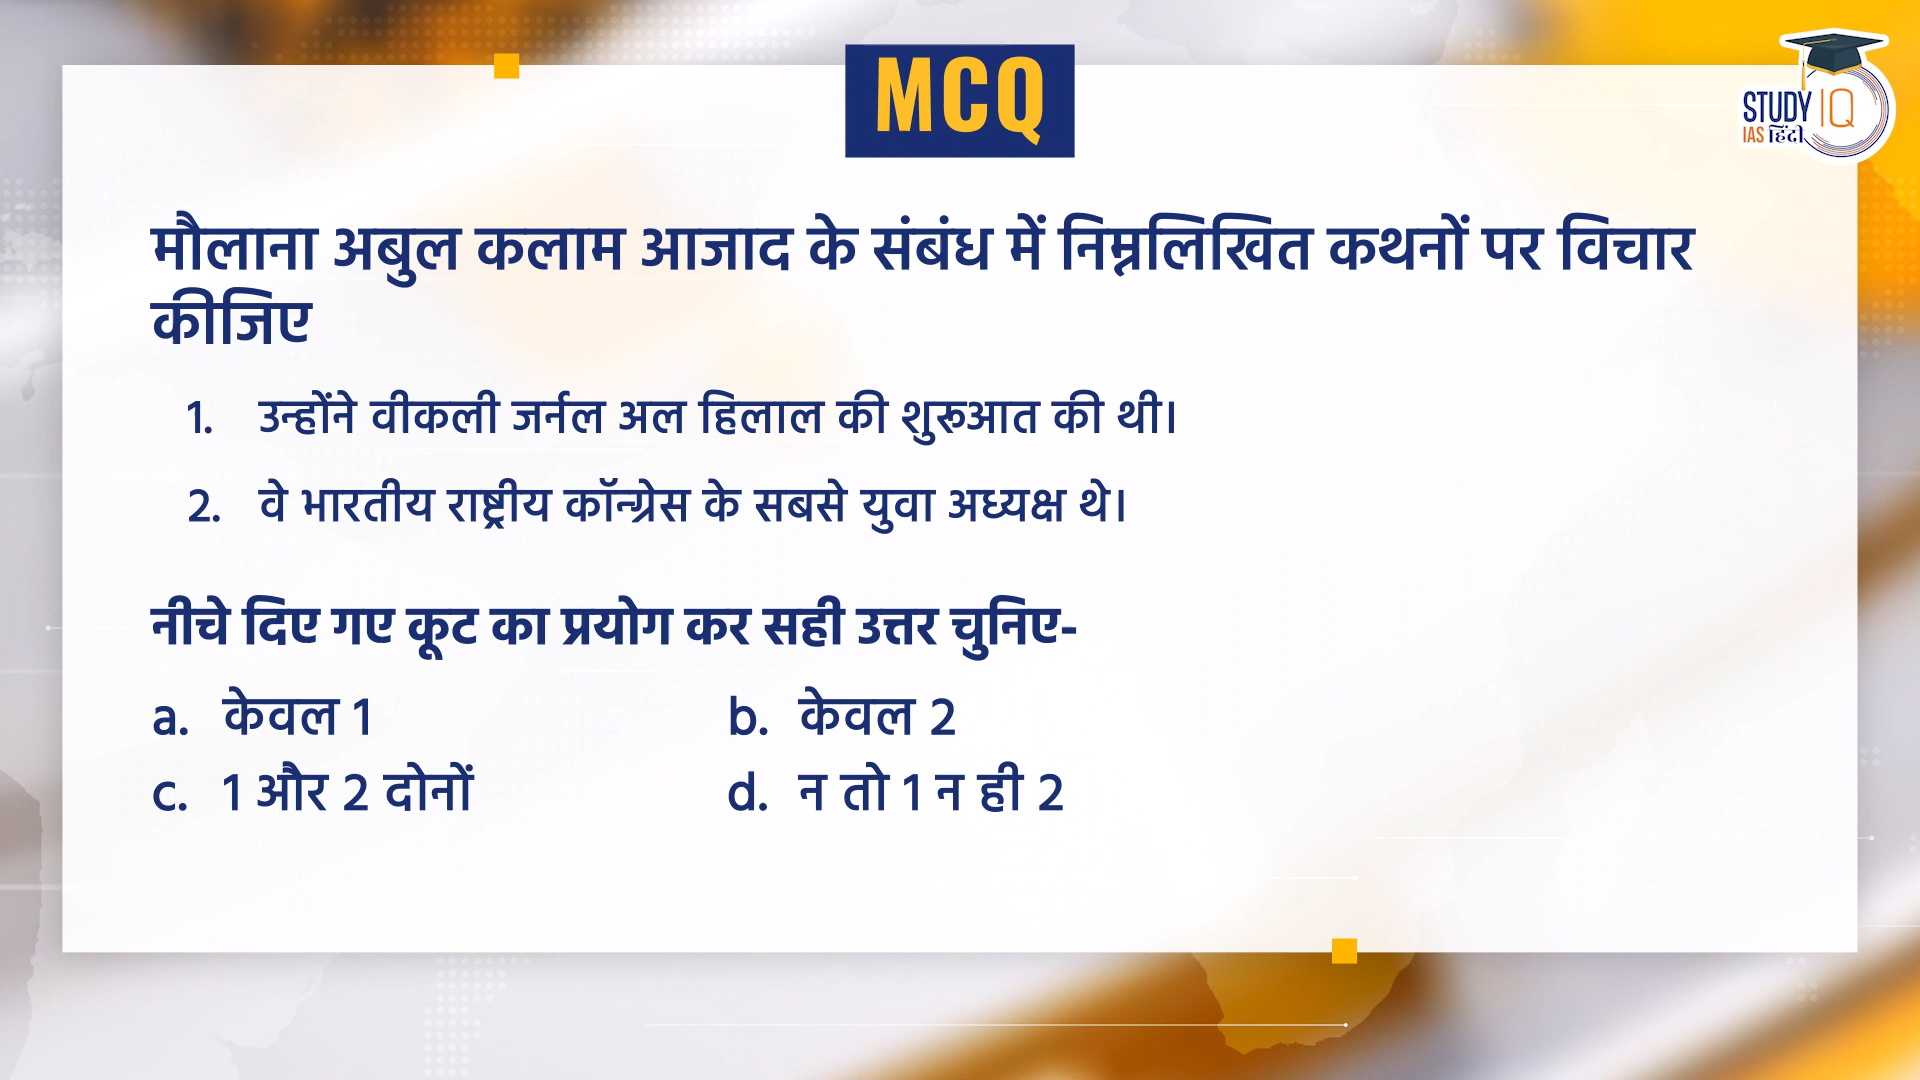 MCQ
STUDY IQ
IAS हिंदी
मौलाना अबुल कलाम आजाद के संबंध में निम्नलिखित कथनों पर विचार
कीजिए
1. उन्होंने वीकली जर्नल अल हिलाल की शुरुआत की थी।
2. वे भारतीय राष्ट्रीय कॉन्ग्रेस के सबसे युवा अध्यक्ष थे।
नीचे दिए गए कूट का प्रयोग कर सही उत्तर चुनिए-
a. केवल 1 b. केवल 2
c. 1 और 2 दोनों d. न तो 1 न ही 2